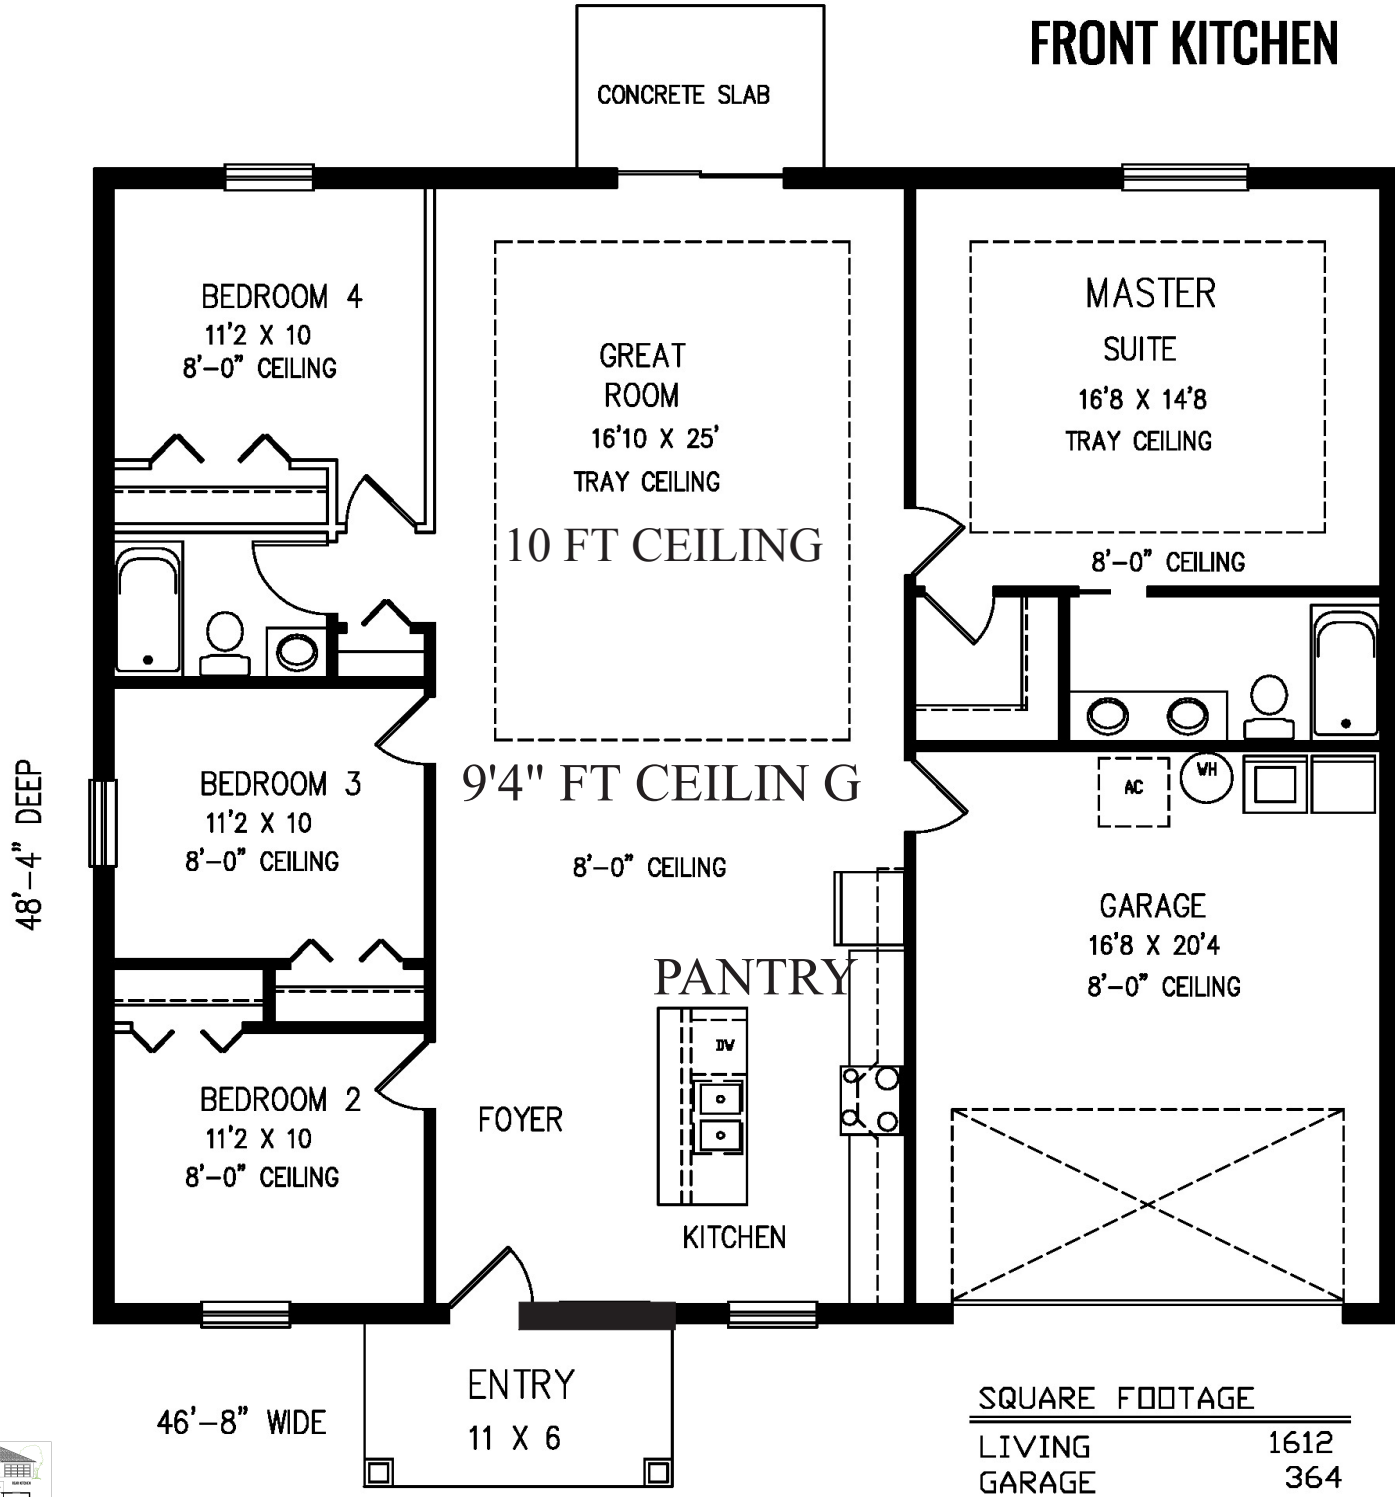 FRONT KITCHEN
CONCRETE SLAB
BEDROOM 4
11'2 X 10
8'-0" CEILING
GREAT
ROOM
16'10 X 25'
TRAY CEILING
10 FT CEILING
MASTER
SUITE
16'8 X 14'8
TRAY CEILING
8'-0" CEILING
9'4" FT CEILIN G
8'-0" CEILING
BEDROOM 3
11'2 X 10
8'-0" CEILING
48'-4" DEEP
AC
WH
GARAGE
16'8 X 20'4
8'-0" CEILING
PANTRY
DW
BEDROOM 2
11'2 X 10
8'-0" CEILING
FOYER
KITCHEN
ENTRY
11 X 6
46'-8" WIDE
SQUARE FOOTAGE
LIVING 1612
GARAGE 364